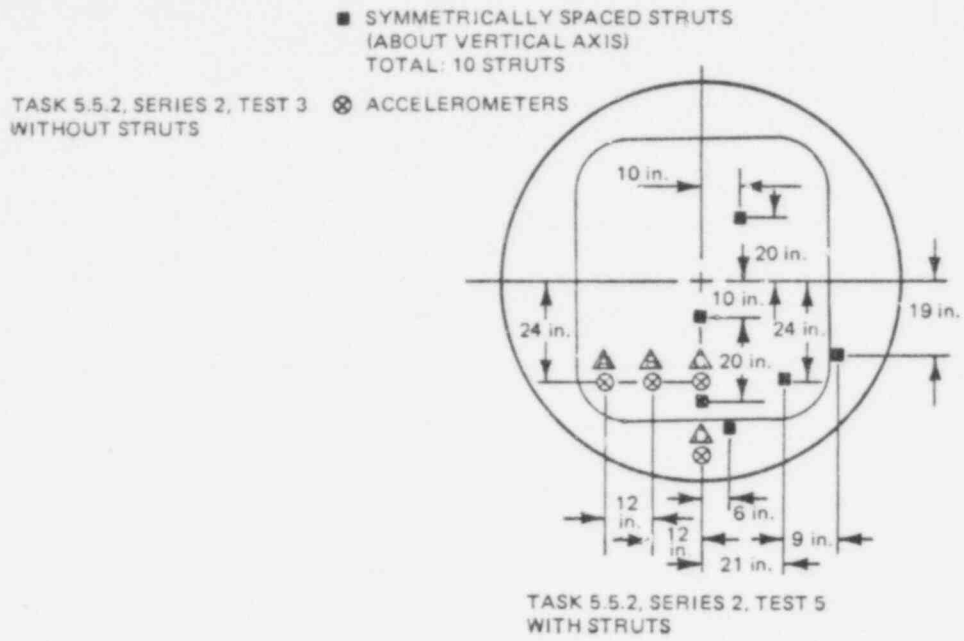 ■ SYMMETRICALLY SPACED STRUTS
(ABOUT VERTICAL AXIS)
TOTAL: 10 STRUTS
TASK 5.5.2, SERIES 2, TEST 3
WITHOUT STRUTS
⊗ ACCELEROMETERS
10 in.
20 in.
10 in.
19 in.
24 in.
24 in.
20 in.
12
in.
6 in.
12
in.
9 in.
21 in.
TASK 5.5.2, SERIES 2, TEST 5
WITH STRUTS